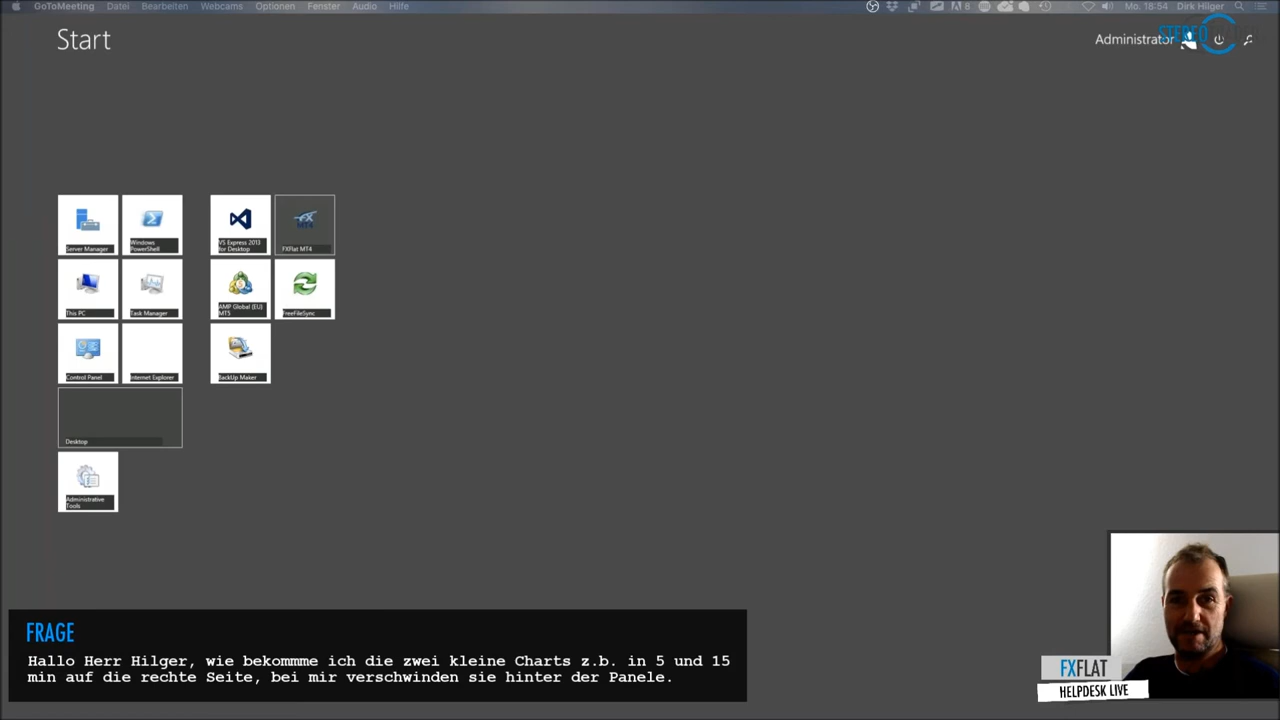 GoToMeeting Datei Bearbeiten Webcams Optionen Fenster Audio Hilfe 8 Mo. 18:54 Dirk Hilger
Start
Administrator
Server Manager
Windows PowerShell
VS Express 2013 for Desktop
FXFlat MT4
This PC
Task Manager
AMP Global (EU) MT5
FreeFileSync
Control Panel
Internet Explorer
BackUp Maker
Desktop
Administrative Tools
FRAGE
Hallo Herr Hilger, wie bekommme ich die zwei kleine Charts z.b. in 5 und 15
min auf die rechte Seite, bei mir verschwinden sie hinter der Panele.
FXFLAT
HELPDESK LIVE